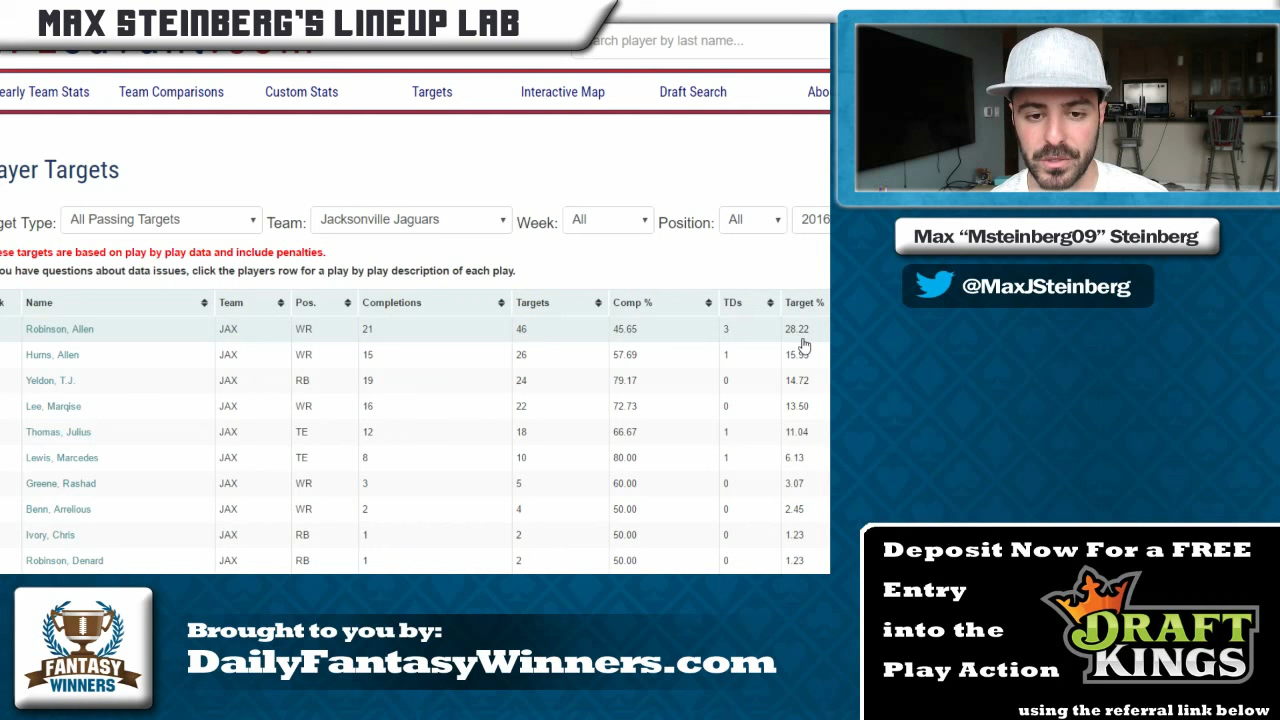 MAX STEINBERG'S LINEUP LAB
rch player by last name...
early Team Stats Team Comparisons Custom Stats Targets Interactive Map Draft Search Abo
ayer Targets
get Type: All Passing Targets Team: Jacksonville Jaguars Week: All Position: All 2016
ese targets are based on play by play data and include penalties.
ou have questions about data issues, click the players row for a play by play description of each play.
k Name Team Pos. Completions Targets Comp % TDs Target %
Robinson, Allen JAX WR 21 46 45.65 3 28.22
Hurns, Allen JAX WR 15 26 57.69 1
Yeldon, T.J. JAX RB 19 24 79.17 0 14.72
Lee, Marqise JAX WR 16 22 72.73 0 13.50
Thomas, Julius JAX TE 12 18 66.67 1 11.04
Lewis, Marcedes JAX TE 8 10 80.00 1 6.13
Greene, Rashad JAX WR 3 5 60.00 0 3.07
Benn, Arrelious JAX WR 2 4 50.00 0 2.45
Ivory, Chris JAX RB 1 2 50.00 0 1.23
Robinson, Denard JAX RB 1 2 50.00 0 1.23
Max “Msteinberg09” Steinberg
@MaxJSteinberg
FANTASY
WINNERS
Brought to you by:
DailyFantasyWinners.com
Deposit Now For a FREE
Entry
into the
Play Action
DRAFT
KINGS
using the referral link below